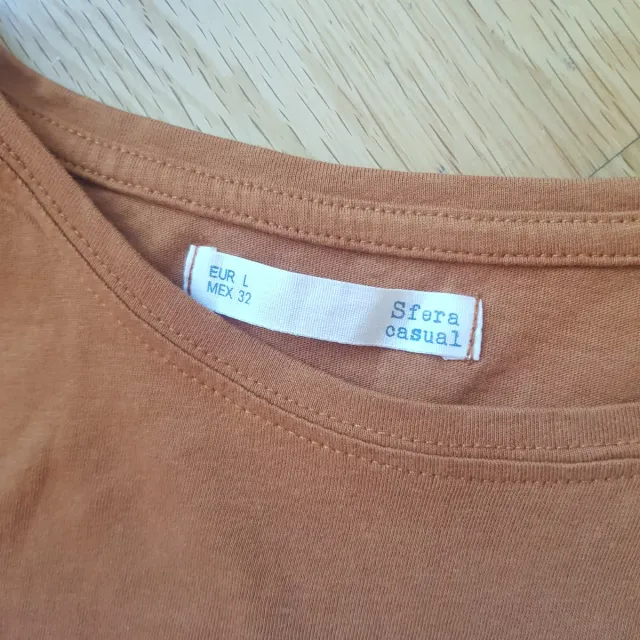 EUR L
MEX 32
Sfera
casual